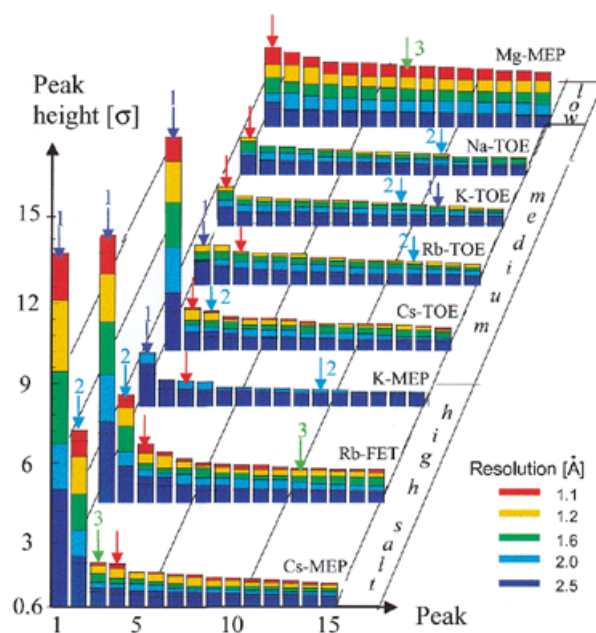 3
Mg-MEP
Peak
height [σ]
1
low
2
Na-TOE
2
1
K-TOE
15
1
1
1
2
Rb-TOE
medium
12
2
Cs-TOE
1
9
2
2
K-MEP
2
6
3
Rb-FET
high salt
Resolution [Å]
1.1
1.2
1.6
2.0
2.5
3
3
Cs-MEP
0.6
1 5 10 15 Peak